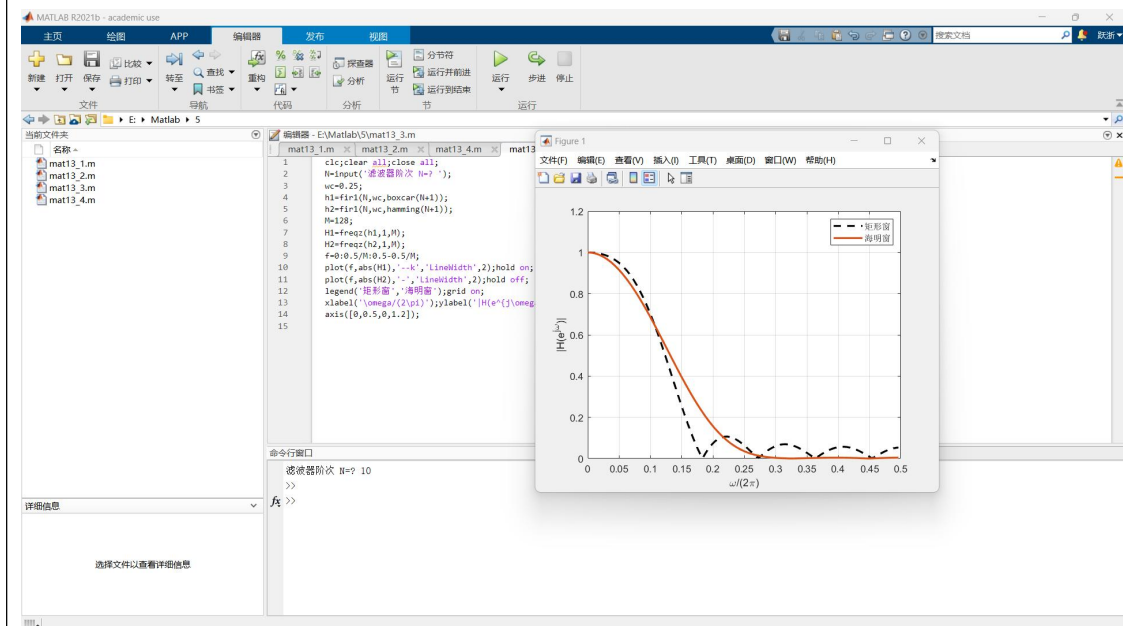 MATLAB R2021b - academic use
主页 绘图 APP 编辑器 发布 视图
搜索文档
跃浙
新建 打开 保存 比较 打印
文件
转至 查找 书签
导航
重构
代码
探查器 分析
分析
运行节 分节符 运行并前进 运行到结束
节
运行 步进 停止
运行
E: Matlab 5
当前文件夹
名称
mat13_1.m
mat13_2.m
mat13_3.m
mat13_4.m
详细信息
选择文件以查看详细信息
编辑器 - E:\Matlab\5\mat13_3.m
mat13_1.m mat13_2.m mat13_4.m mat13
1 clc;clear all;close all;
2 N=input('滤波器阶次 N=? ');
3 wc=0.25;
4 h1=fir1(N,wc,boxcar(N+1));
5 h2=fir1(N,wc,hamming(N+1));
6 M=128;
7 H1=freqz(h1,1,M);
8 H2=freqz(h2,1,M);
9 f=0:0.5/M:0.5-0.5/M;
10 plot(f,abs(H1),'--k','LineWidth',2);hold on;
11 plot(f,abs(H2),'-','LineWidth',2);hold off;
12 legend('矩形窗','海明窗');grid on;
13 xlabel('\omega/(2\pi)');ylabel('|H(e^{j\omeg
14 axis([0,0.5,0,1.2]);
15
命令行窗口
滤波器阶次 N=? 10
>>
fx >>
Figure 1
文件(F) 编辑(E) 查看(V) 插入(I) 工具(T) 桌面(D) 窗口(W) 帮助(H)
矩形窗
海明窗
1.2
1
0.8
0.6
0.4
0.2
0
|H(e^jω)|
0 0.05 0.1 0.15 0.2 0.25 0.3 0.35 0.4 0.45 0.5
ω/(2π)